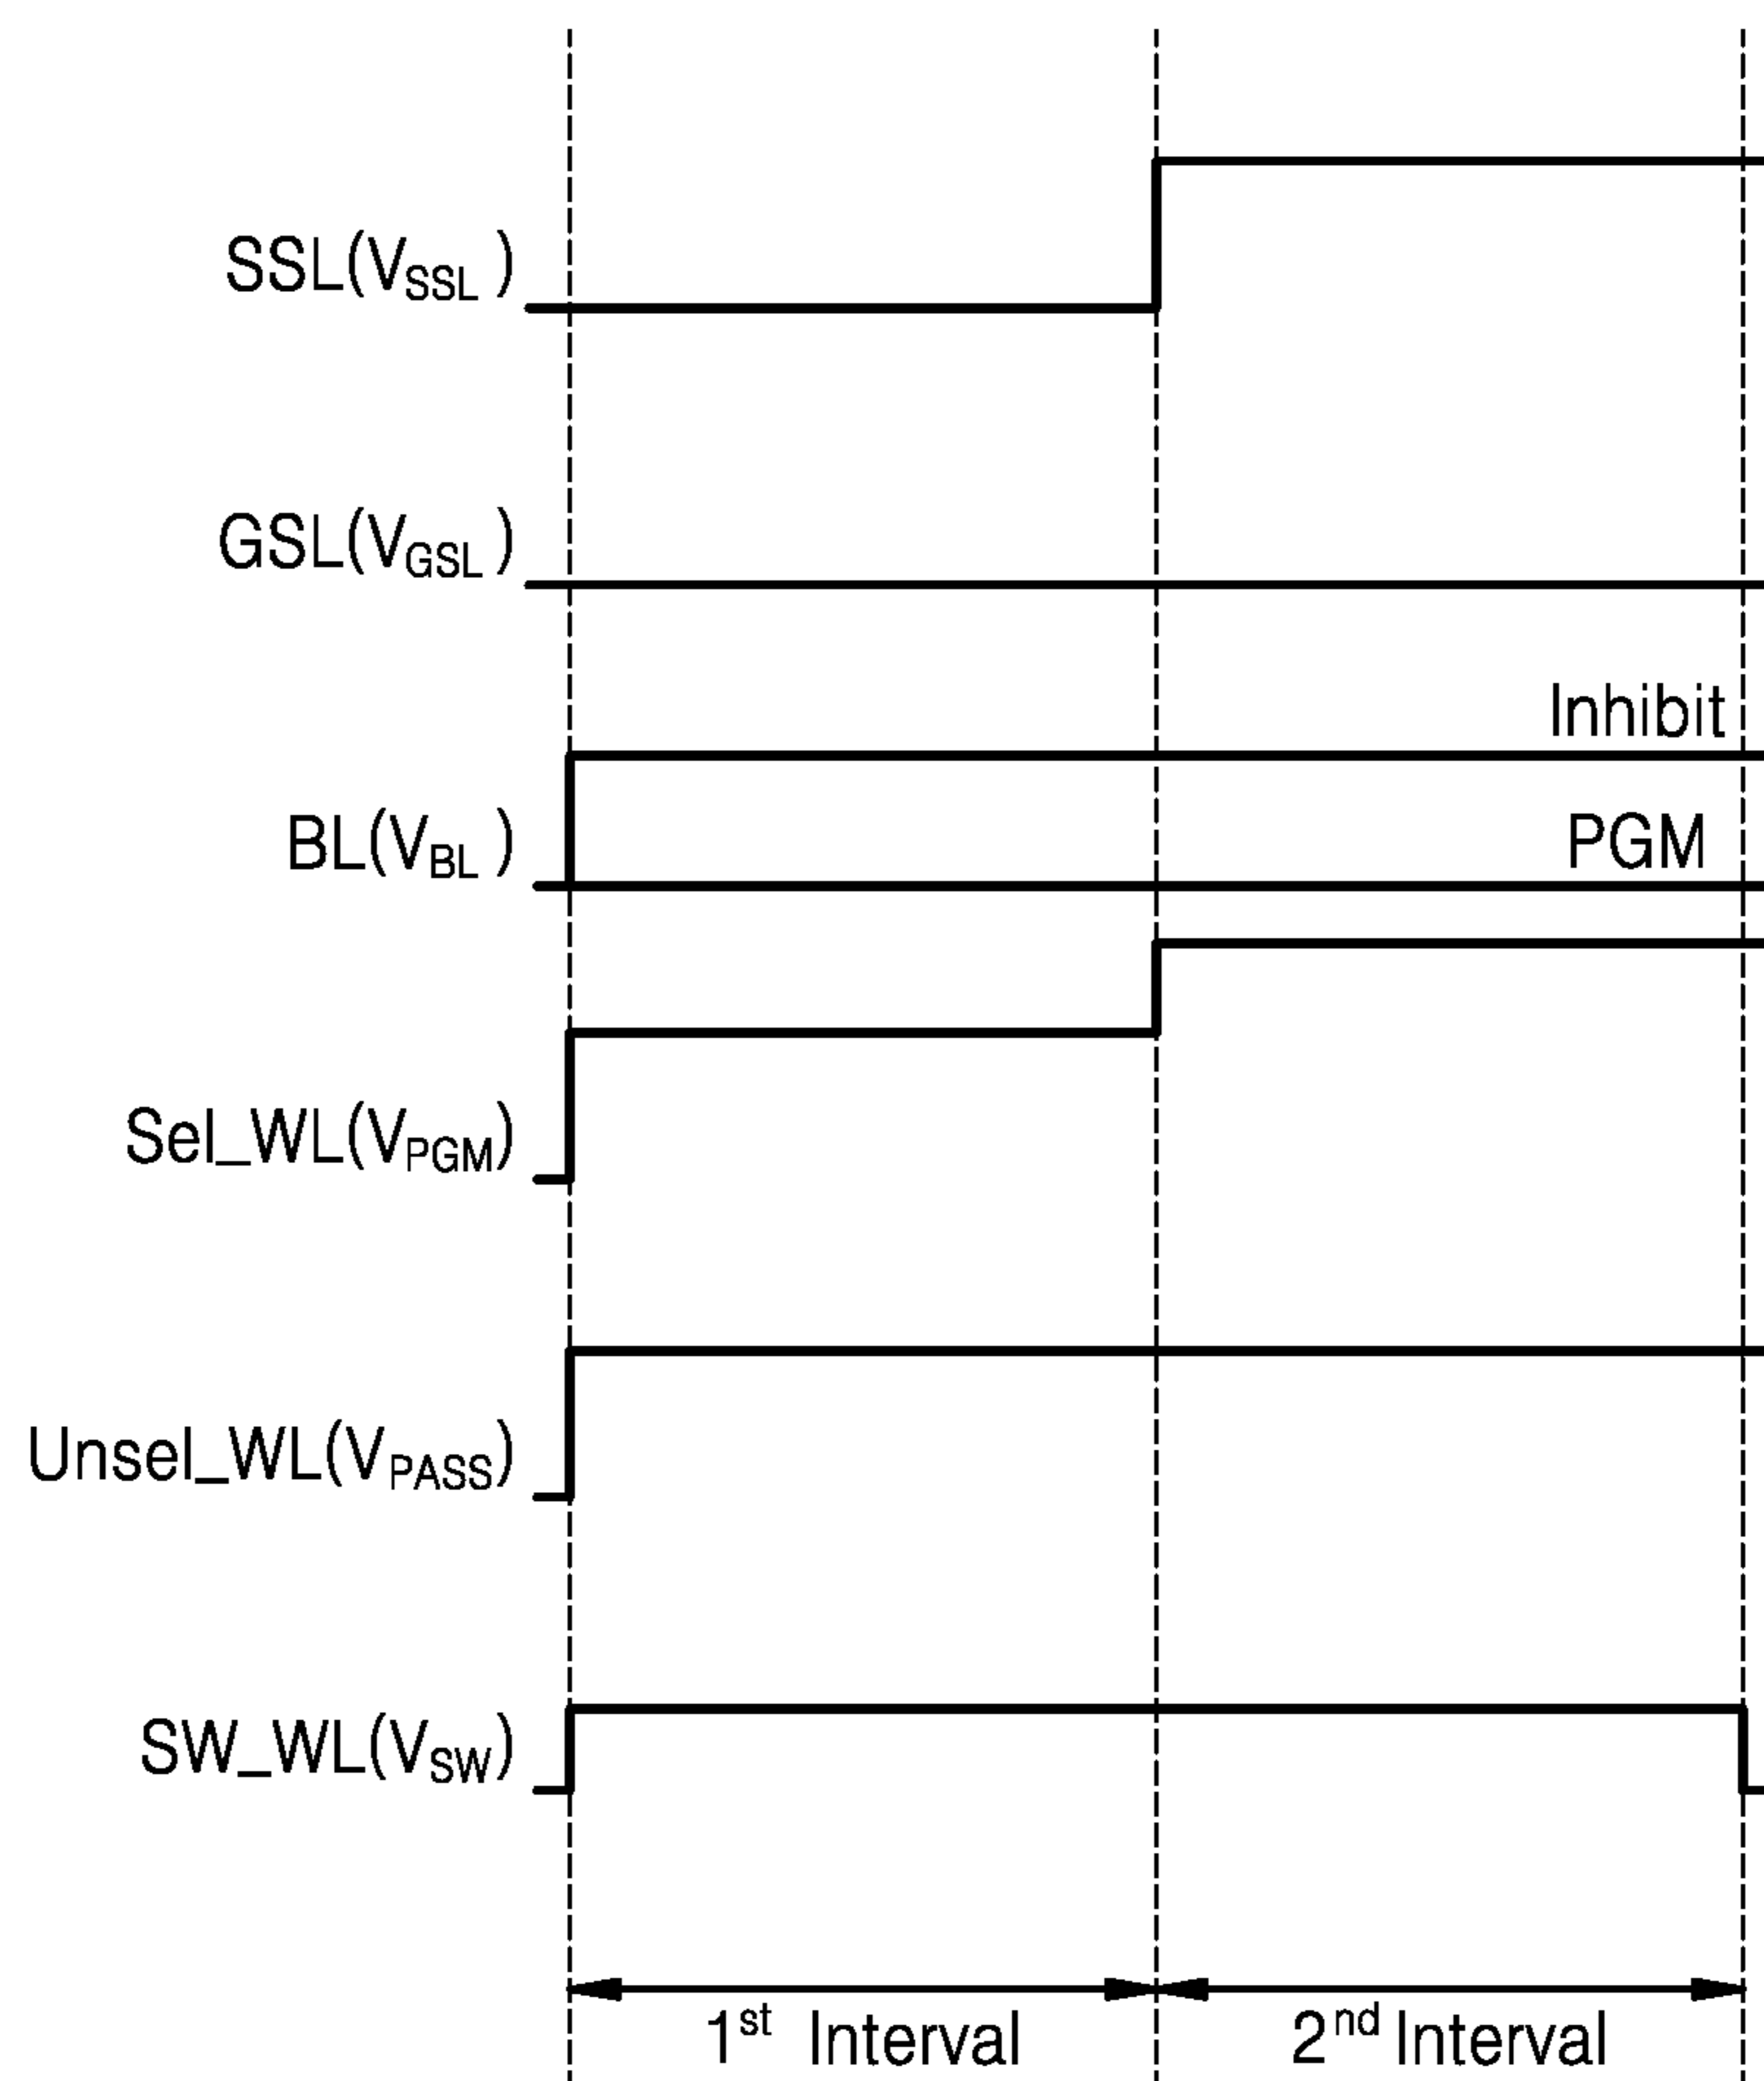 SSL(VSSL )
GSL(VGSL )
Inhibit
BL(VBL )
PGM
Sel_WL(VPGM)
Unsel_WL(VPASS)
SW_WL(VSW)
1st Interval
2nd Interval